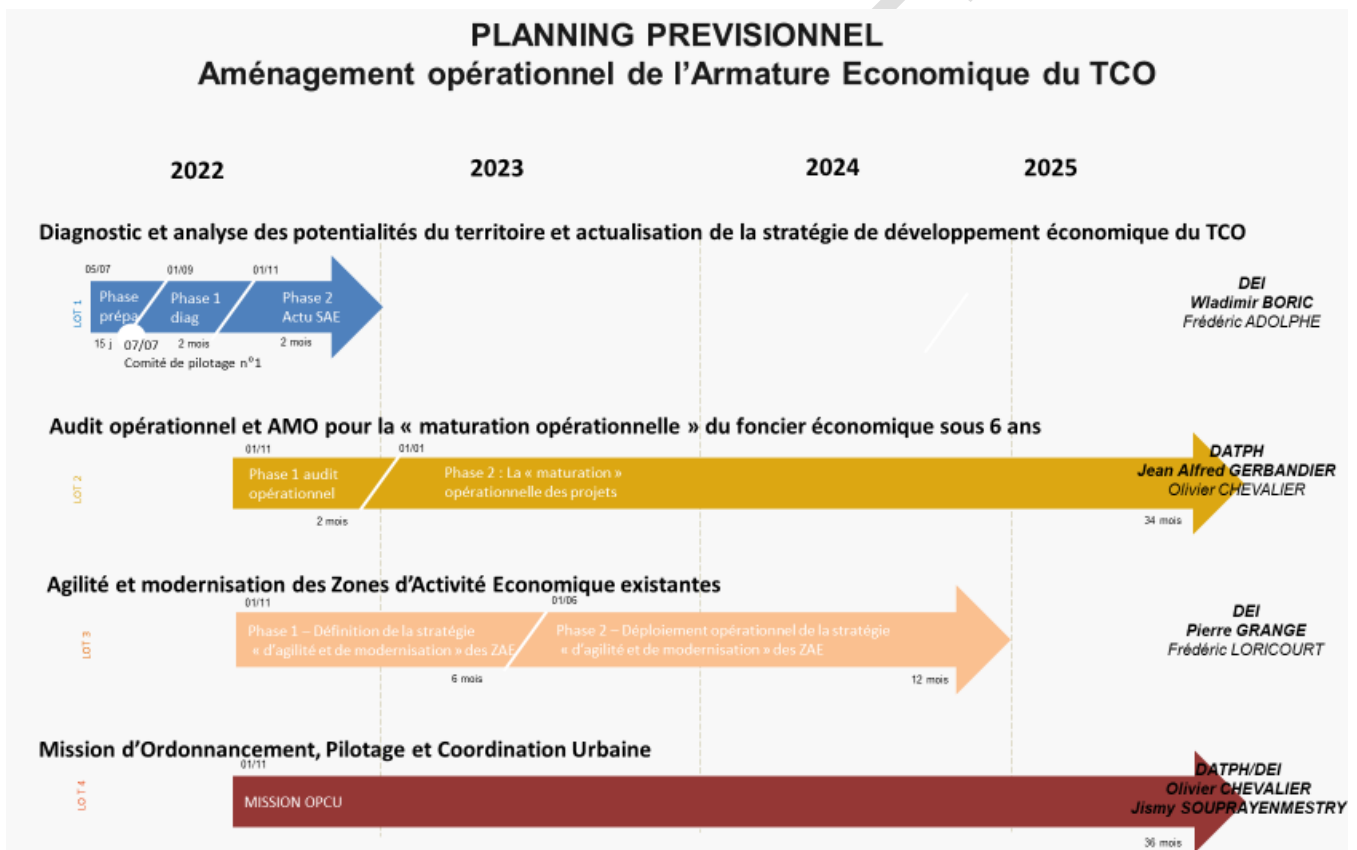 PLANNING PREVISIONNEL
Aménagement opérationnel de l'Armature Economique du TCO
2022
2023
2024
2025
Diagnostic et analyse des potentialités du territoire et actualisation de la stratégie de développement économique du TCO
05/07
01/09
01/11
LOT 1
Phase prépa
Phase 1 diag
Phase 2 Actu SAE
15 j
07/07
2 mois
2 mois
Comité de pilotage n°1
DEI
Wladimir BORIC
Frédéric ADOLPHE
Audit opérationnel et AMO pour la « maturation opérationnelle » du foncier économique sous 6 ans
01/11
01/01
LOT 2
Phase 1 audit
opérationnel
Phase 2 : La « maturation »
opérationnelle des projets
2 mois
34 mois
DATPH
Jean Alfred GERBANDIER
Olivier CHEVALIER
Agilité et modernisation des Zones d'Activité Economique existantes
01/11
01/06
LOT 3
Phase 1 – Définition de la stratégie
« d'agilité et de modernisation » des ZAE
Phase 2 – Déploiement opérationnel de la stratégie
« d'agilité et de modernisation » des ZAE
6 mois
12 mois
DEI
Pierre GRANGE
Frédéric LORICOURT
Mission d'Ordonnancement, Pilotage et Coordination Urbaine
01/11
LOT 4
MISSION OPCU
DATPH/DEI
Olivier CHEVALIER
Jismy SOUPRAYENMESTRY
36 mois